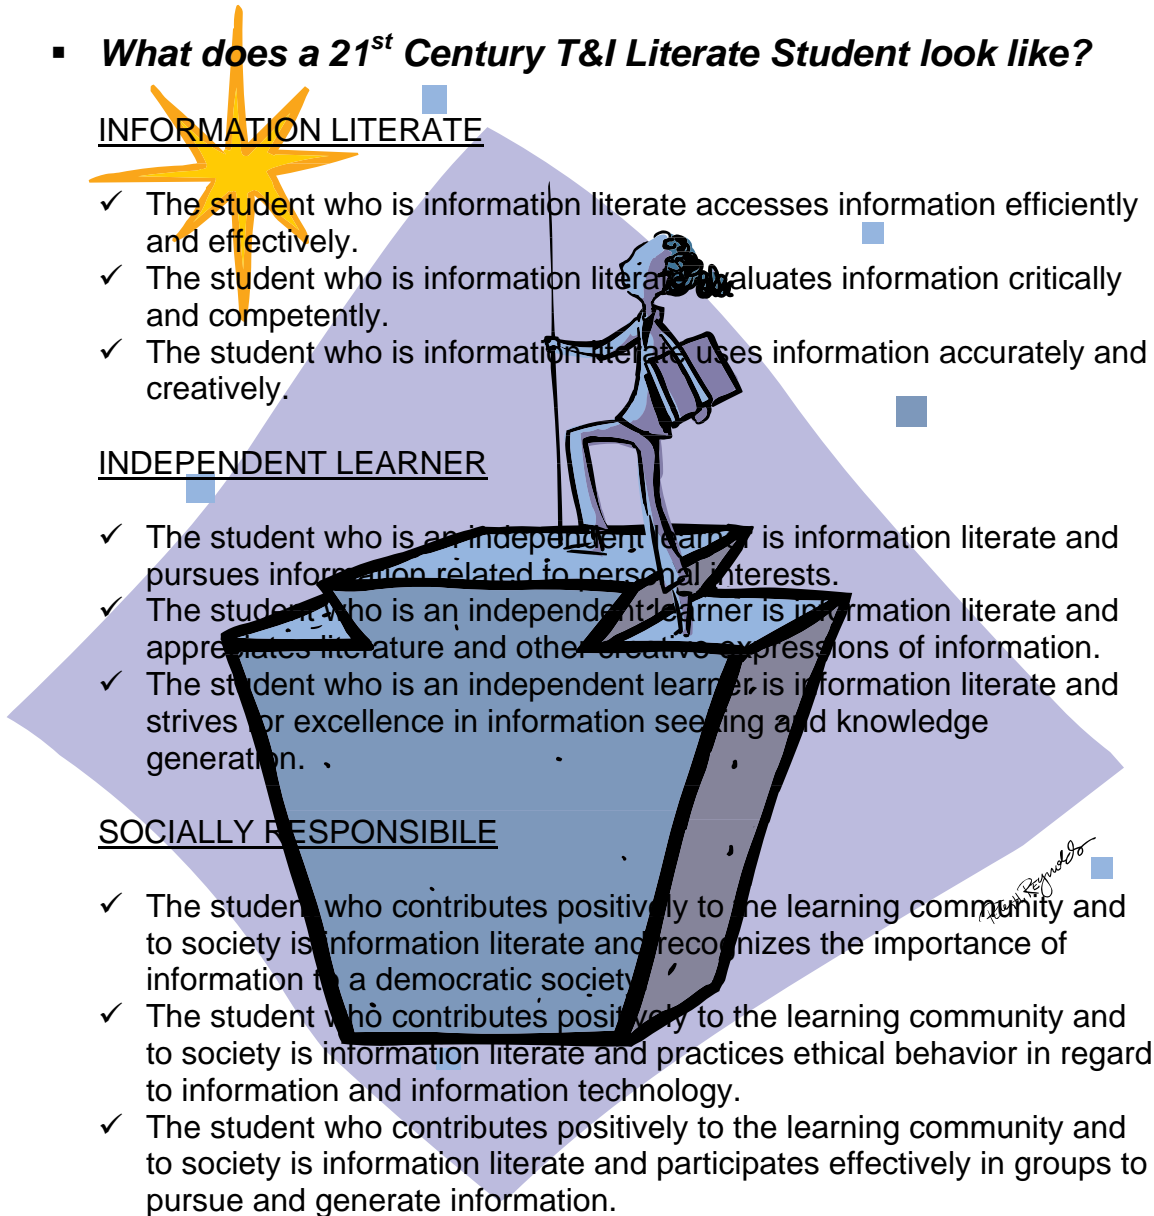 ▪ What does a 21st Century T&I Literate Student look like?
INFORMATION LITERATE
✓ The student who is information literate accesses information efficiently
and effectively.
✓ The student who is information literate evaluates information critically
and competently.
✓ The student who is information literate uses information accurately and
creatively.
INDEPENDENT LEARNER
✓ The student who is an independent learner is information literate and
pursues information related to personal interests.
✓ The student who is an independent learner is information literate and
appreciates literature and other creative expressions of information.
✓ The student who is an independent learner is information literate and
strives for excellence in information seeking and knowledge
generation.
SOCIALLY RESPONSIBILE
Peter H. Reynolds
✓ The student who contributes positively to the learning community and
to society is information literate and recognizes the importance of
information to a democratic society.
✓ The student who contributes positively to the learning community and
to society is information literate and practices ethical behavior in regard
to information and information technology.
✓ The student who contributes positively to the learning community and
to society is information literate and participates effectively in groups to
pursue and generate information.